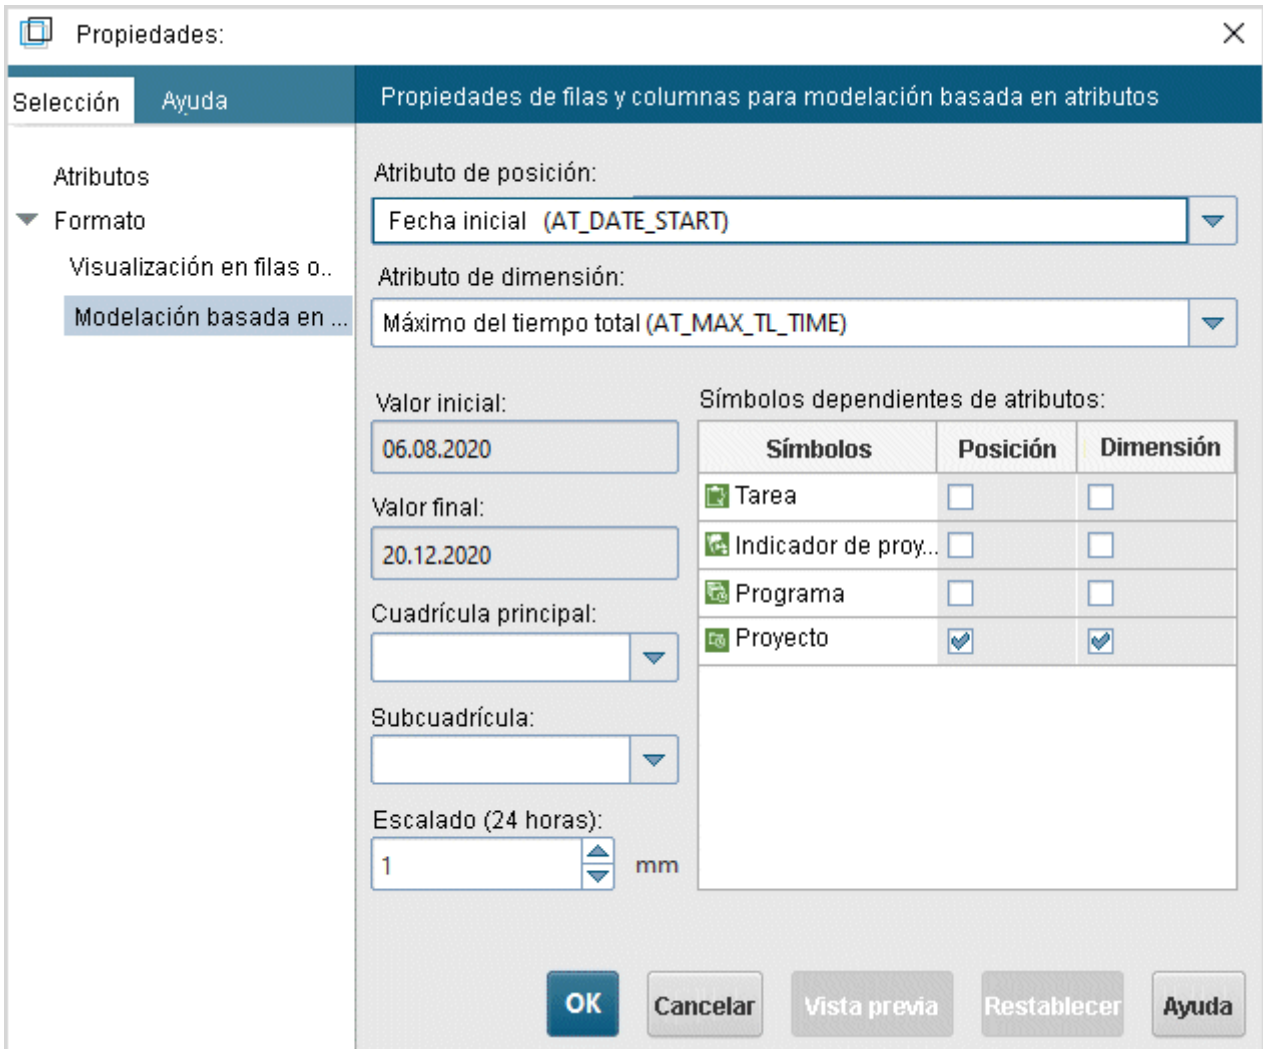 Propiedades:
Selección
Ayuda
Propiedades de filas y columnas para modelación basada en atributos
Atributos
Formato
Visualización en filas o..
Modelación basada en ...
Atributo de posición:
Fecha inicial (AT_DATE_START)
Atributo de dimensión:
Máximo del tiempo total (AT_MAX_TL_TIME)
Valor inicial:
06.08.2020
Valor final:
20.12.2020
Cuadrícula principal:
Subcuadrícula:
Escalado (24 horas):
1 mm
Símbolos dependientes de atributos:
Símbolos Posición Dimensión
Tarea
Indicador de proy...
Programa
Proyecto
OK Cancelar Vista previa Restablecer Ayuda